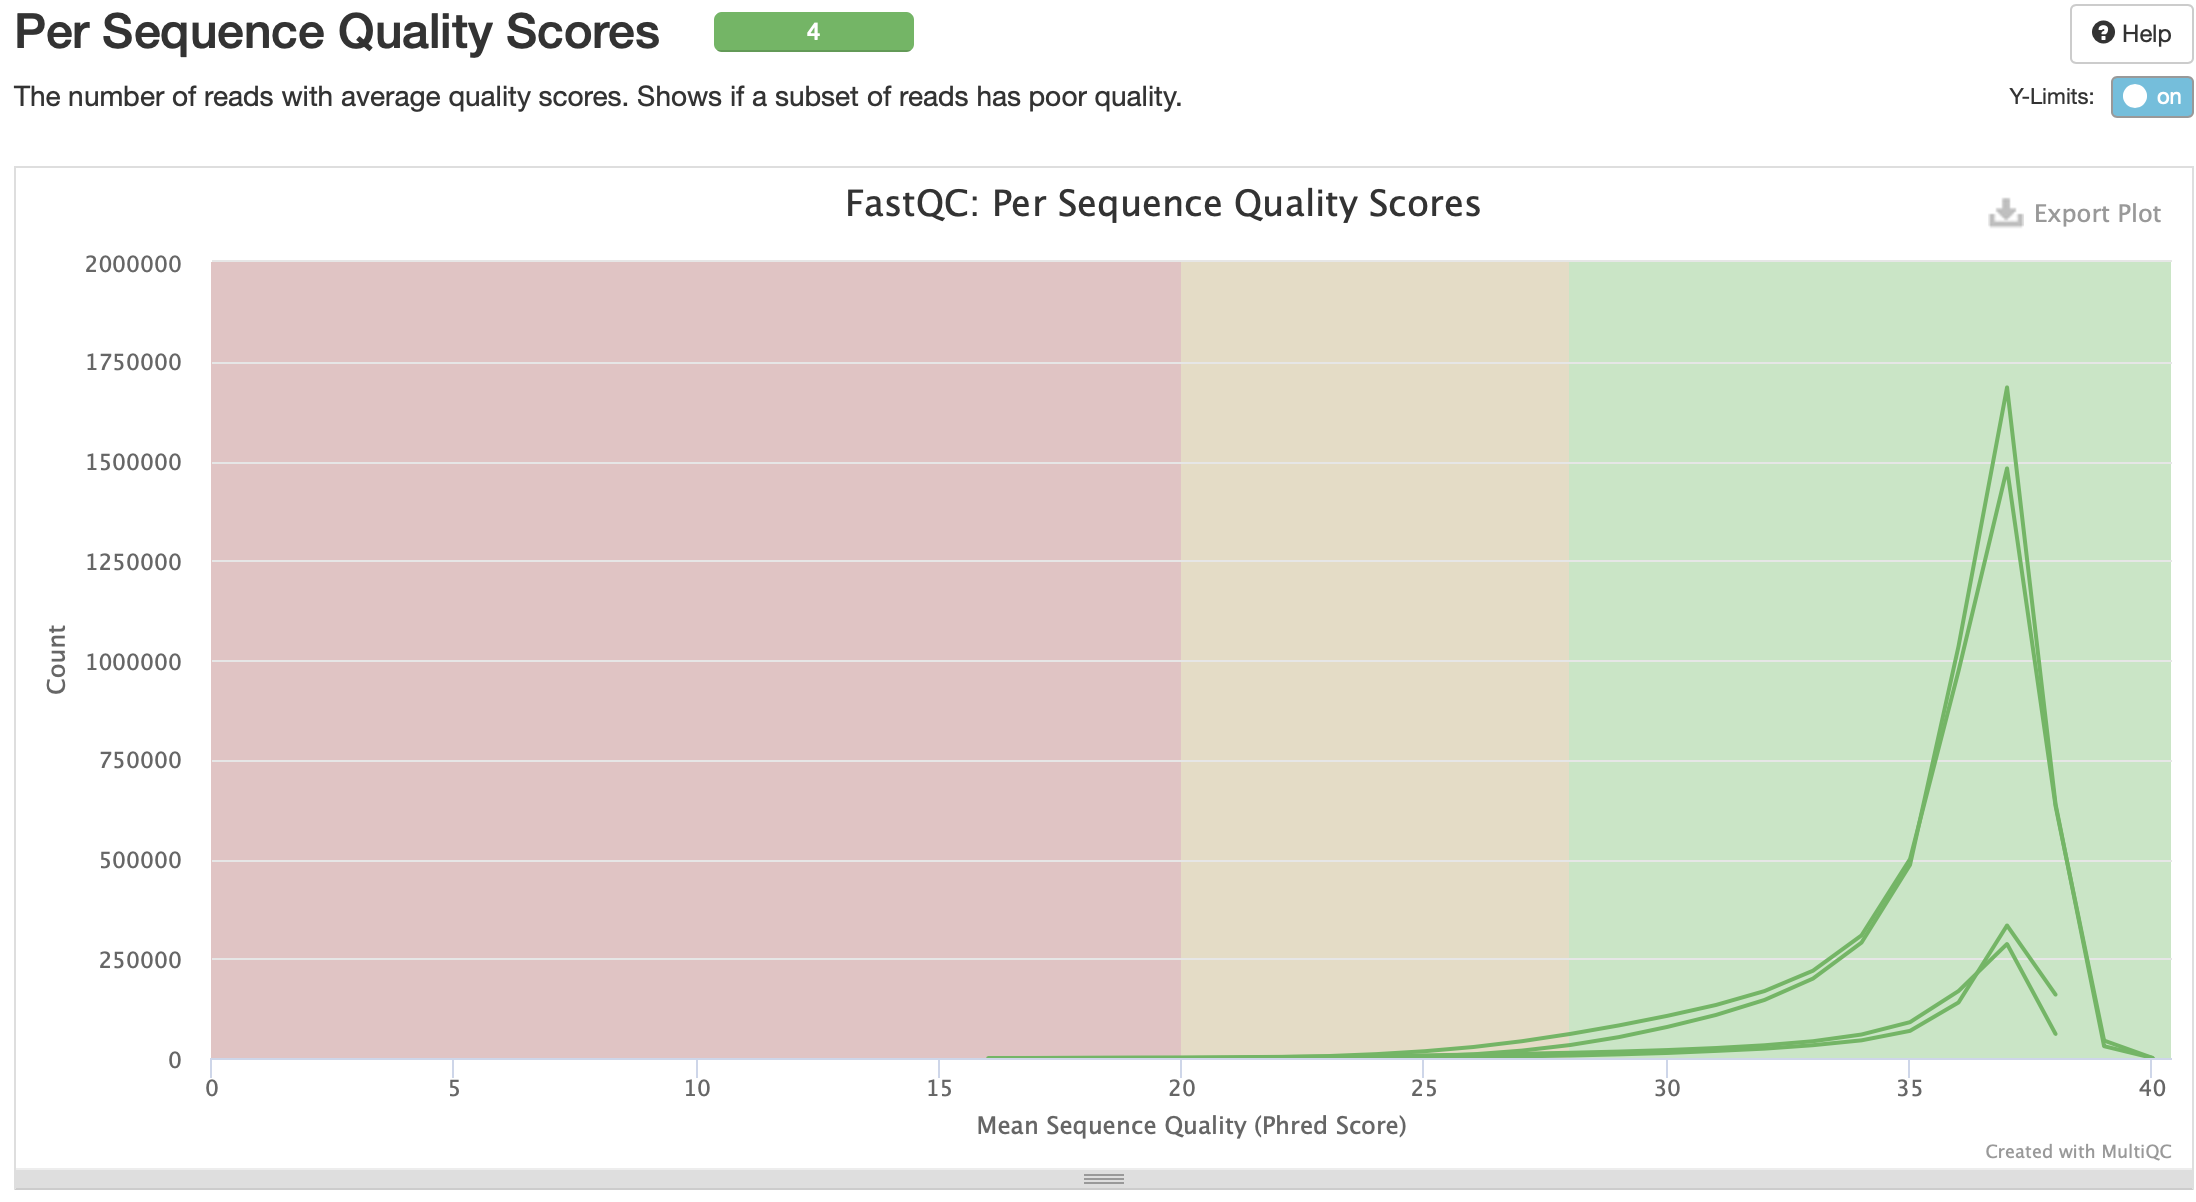 Per Sequence Quality Scores
4
Help
The number of reads with average quality scores. Shows if a subset of reads has poor quality.
Y-Limits:
on
FastQC: Per Sequence Quality Scores
Export Plot
2000000
1750000
1500000
1250000
1000000
750000
500000
250000
0
Count
0 5 10 15 20 25 30 35 40
Mean Sequence Quality (Phred Score)
Created with MultiQC